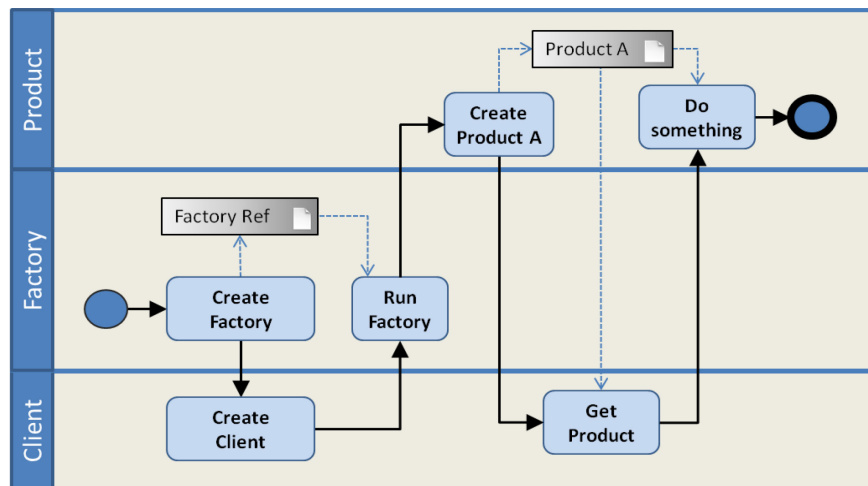 Product
Product A
Create
Product A
Do
something
Factory
Factory Ref
Create
Factory
Run
Factory
Client
Create
Client
Get
Product